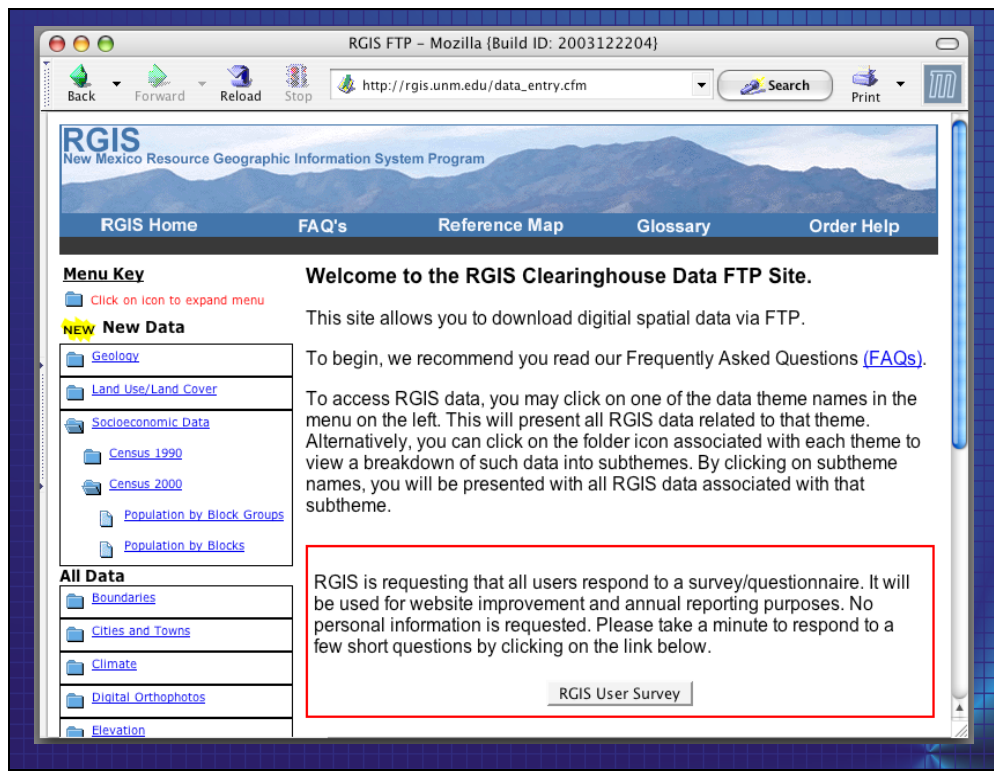 RGIS FTP – Mozilla {Build ID: 2003122204}
Back
Forward
Reload
Stop
http://rgis.unm.edu/data_entry.cfm
Search
Print
RGIS
New Mexico Resource Geographic Information System Program
RGIS Home
FAQ's
Reference Map
Glossary
Order Help
Menu Key
Click on icon to expand menu
NEW New Data
Geology
Land Use/Land Cover
Socioeconomic Data
Census 1990
Census 2000
Population by Block Groups
Population by Blocks
All Data
Boundaries
Cities and Towns
Climate
Digital Orthophotos
Elevation
Welcome to the RGIS Clearinghouse Data FTP Site.
This site allows you to download digitial spatial data via FTP.
To begin, we recommend you read our Frequently Asked Questions (FAQs).
To access RGIS data, you may click on one of the data theme names in the
menu on the left. This will present all RGIS data related to that theme.
Alternatively, you can click on the folder icon associated with each theme to
view a breakdown of such data into subthemes. By clicking on subtheme
names, you will be presented with all RGIS data associated with that
subtheme.
RGIS is requesting that all users respond to a survey/questionnaire. It will
be used for website improvement and annual reporting purposes. No
personal information is requested. Please take a minute to respond to a
few short questions by clicking on the link below.
RGIS User Survey